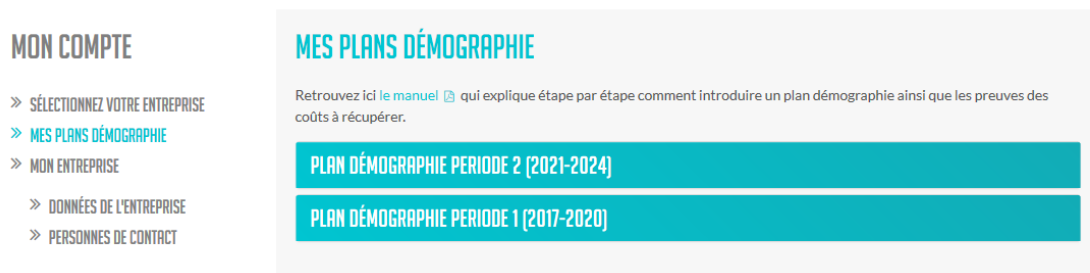 MON COMPTE
» SÉLECTIONNEZ VOTRE ENTREPRISE
» MES PLANS DÉMOGRAPHIE
» MON ENTREPRISE
» DONNÉES DE L'ENTREPRISE
» PERSONNES DE CONTACT
MES PLANS DÉMOGRAPHIE
Retrouvez ici le manuel qui explique étape par étape comment introduire un plan démographie ainsi que les preuves des
coûts à récupérer.
PLAN DÉMOGRAPHIE PERIODE 2 (2021-2024)
PLAN DÉMOGRAPHIE PERIODE 1 (2017-2020)